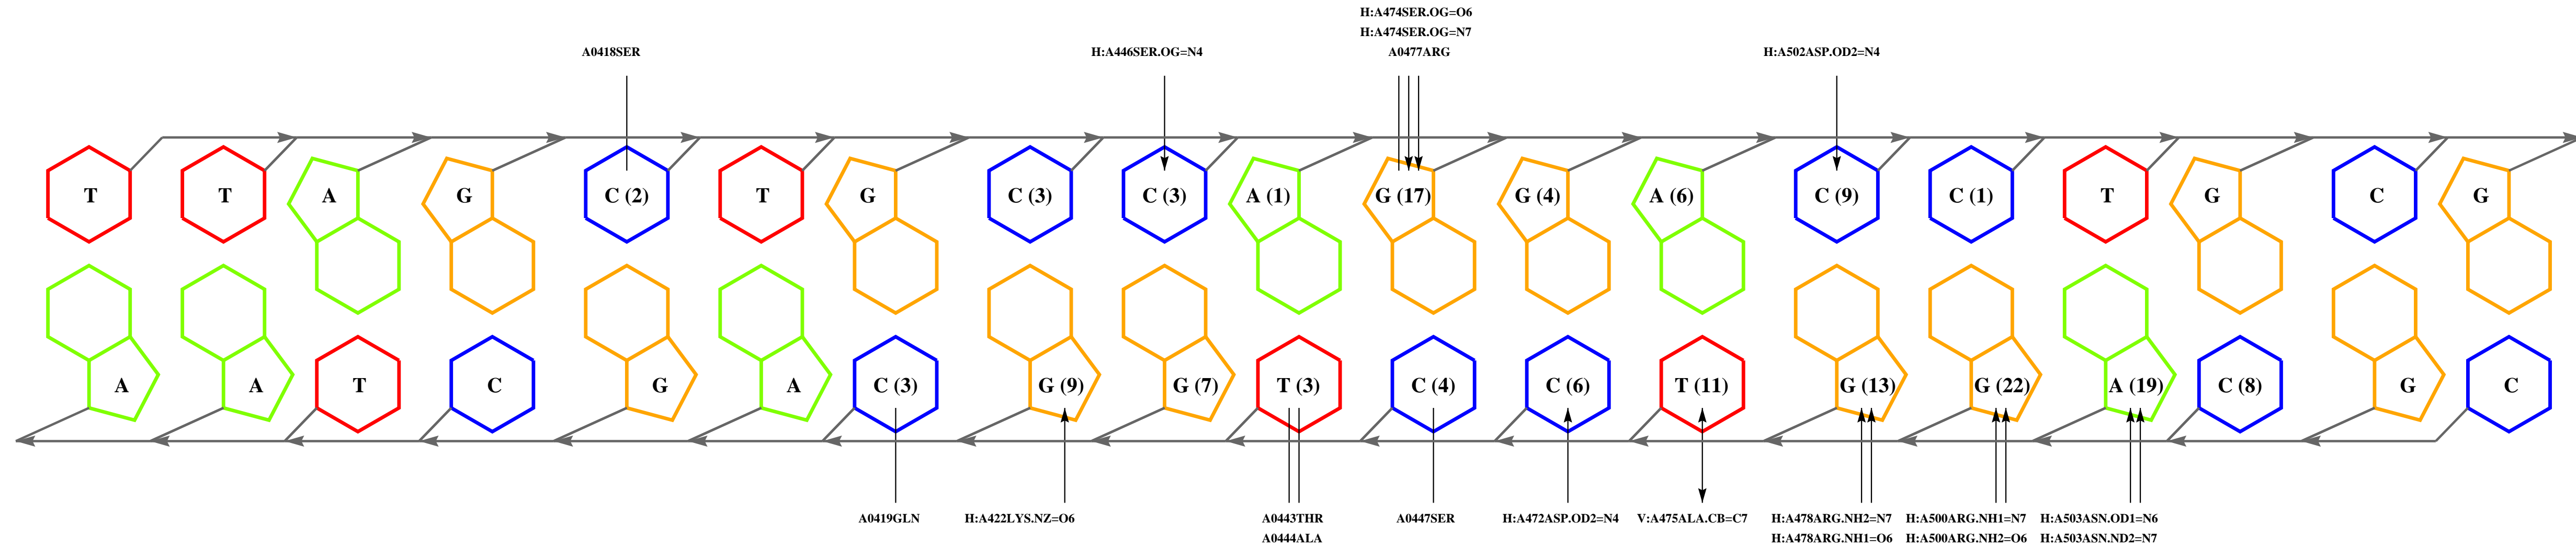 H:A474SER.OG=O6
H:A474SER.OG=N7
A0418SER H:A446SER.OG=N4 A0477ARG H:A502ASP.OD2=N4
T T A G C (2) T G C (3) C (3) A (1) G (17) G (4) A (6) C (9) C (1) T G C G
A A T C G A C (3) G (9) G (7) T (3) C (4) C (6) T (11) G (13) G (22) A (19) C (8) G C
A0419GLN H:A422LYS.NZ=O6 A0443THR A0447SER H:A472ASP.OD2=N4 V:A475ALA.CB=C7 H:A478ARG.NH2=N7 H:A500ARG.NH1=N7 H:A503ASN.OD1=N6
A0444ALA H:A478ARG.NH1=O6 H:A500ARG.NH2=O6 H:A503ASN.ND2=N7